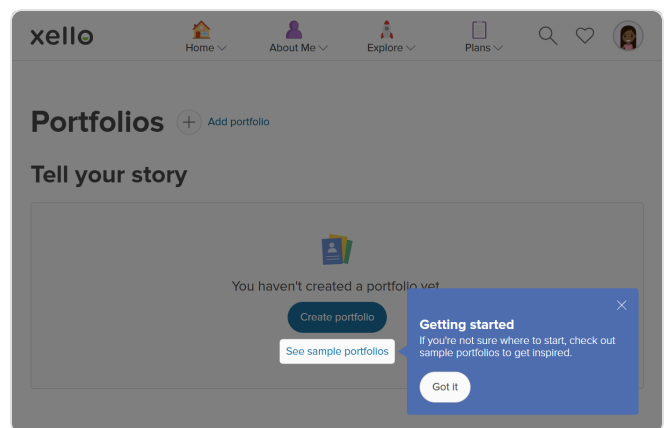 xello
Home
About Me
Explore
Plans
Portfolios
Add portfolio
Tell your story
You haven't created a portfolio yet
Create portfolio
See sample portfolios
Getting started
If you're not sure where to start, check out
sample portfolios to get inspired.
Got it